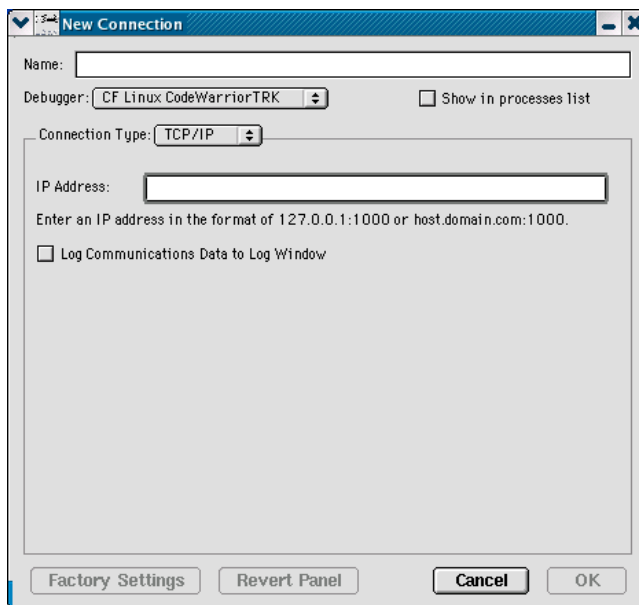 New Connection
Name:
Debugger: CF Linux CodeWarriorTRK Show in processes list
Connection Type: TCP/IP
IP Address:
Enter an IP address in the format of 127.0.0.1:1000 or host.domain.com:1000.
Log Communications Data to Log Window
Factory Settings Revert Panel Cancel OK